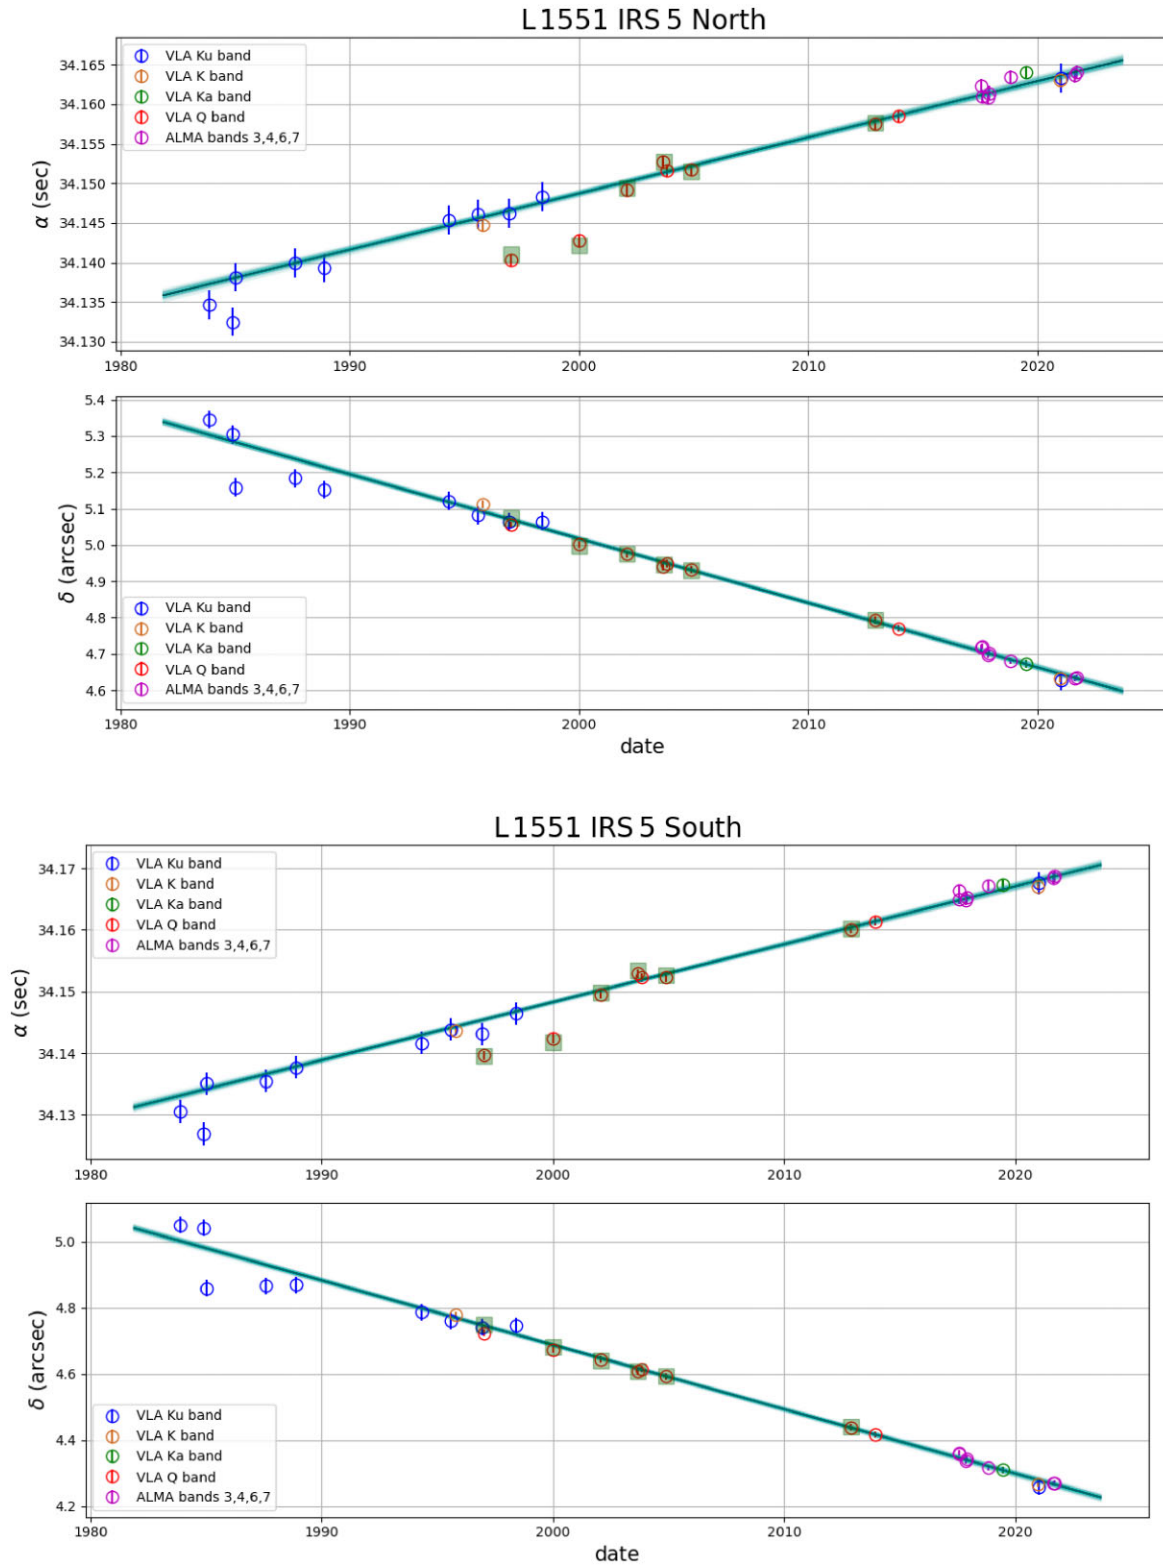 L1551 IRS 5 North
VLA Ku band
VLA K band
VLA Ka band
VLA Q band
ALMA bands 3,4,6,7
α (sec)
34.165
34.160
34.155
34.150
34.145
34.140
34.135
34.130
1980 1990 2000 2010 2020
δ (arcsec)
5.4
5.3
5.2
5.1
5.0
4.9
4.8
4.7
4.6
VLA Ku band
VLA K band
VLA Ka band
VLA Q band
ALMA bands 3,4,6,7
1980 1990 2000 2010 2020
date
L1551 IRS 5 South
VLA Ku band
VLA K band
VLA Ka band
VLA Q band
ALMA bands 3,4,6,7
α (sec)
34.17
34.16
34.15
34.14
34.13
1980 1990 2000 2010 2020
δ (arcsec)
5.0
4.8
4.6
4.4
4.2
VLA Ku band
VLA K band
VLA Ka band
VLA Q band
ALMA bands 3,4,6,7
1980 1990 2000 2010 2020
date